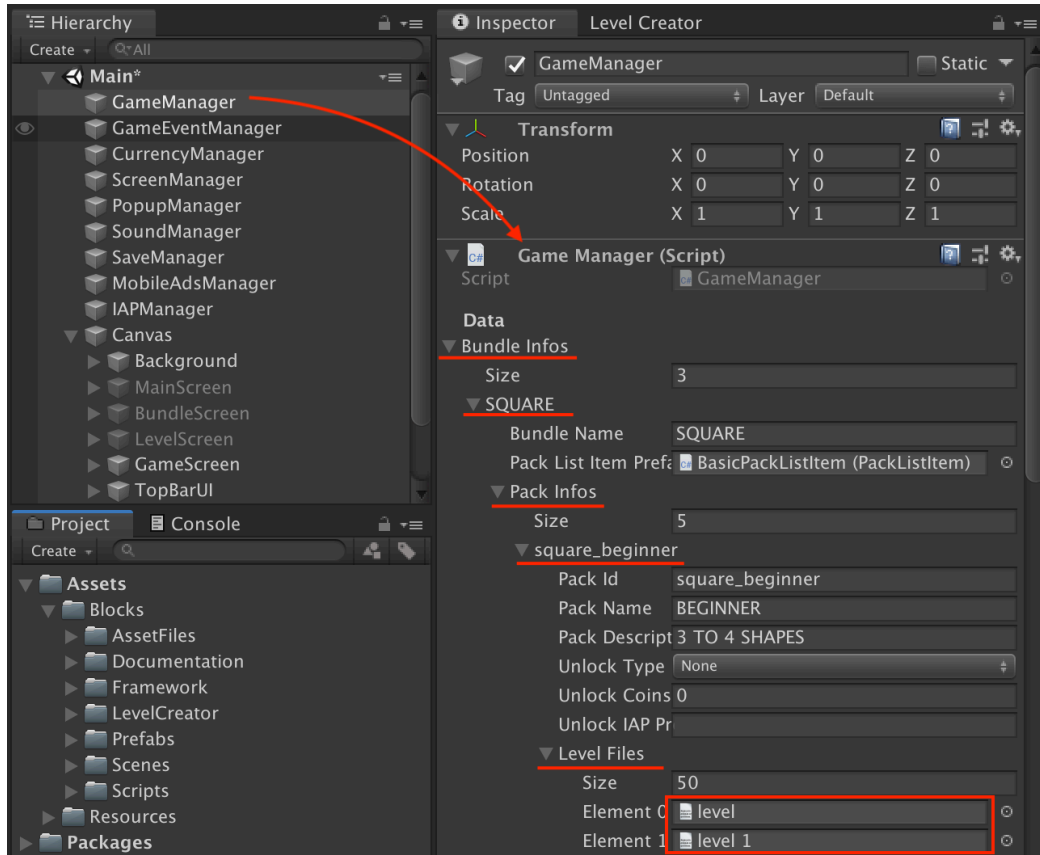 Hierarchy
Create
All
Main*
GameManager
GameEventManager
CurrencyManager
ScreenManager
PopupManager
SoundManager
SaveManager
MobileAdsManager
IAPManager
Canvas
Background
MainScreen
BundleScreen
LevelScreen
GameScreen
TopBarUI
Project
Console
Create
Assets
Blocks
AssetFiles
Documentation
Framework
LevelCreator
Prefabs
Scenes
Scripts
Resources
Packages
Inspector
Level Creator
GameManager
Static
Tag Untagged Layer Default
Transform
Position X 0 Y 0 Z 0
Rotation X 0 Y 0 Z 0
Scale X 1 Y 1 Z 1
C# Game Manager (Script)
Script GameManager
Data
Bundle Infos
Size 3
SQUARE
Bundle Name SQUARE
Pack List Item Prefa BasicPackListItem (PackListItem)
Pack Infos
Size 5
square_beginner
Pack Id square_beginner
Pack Name BEGINNER
Pack Descript 3 TO 4 SHAPES
Unlock Type None
Unlock Coins 0
Unlock IAP Pr
Level Files
Size 50
Element 0 level
Element 1 level 1